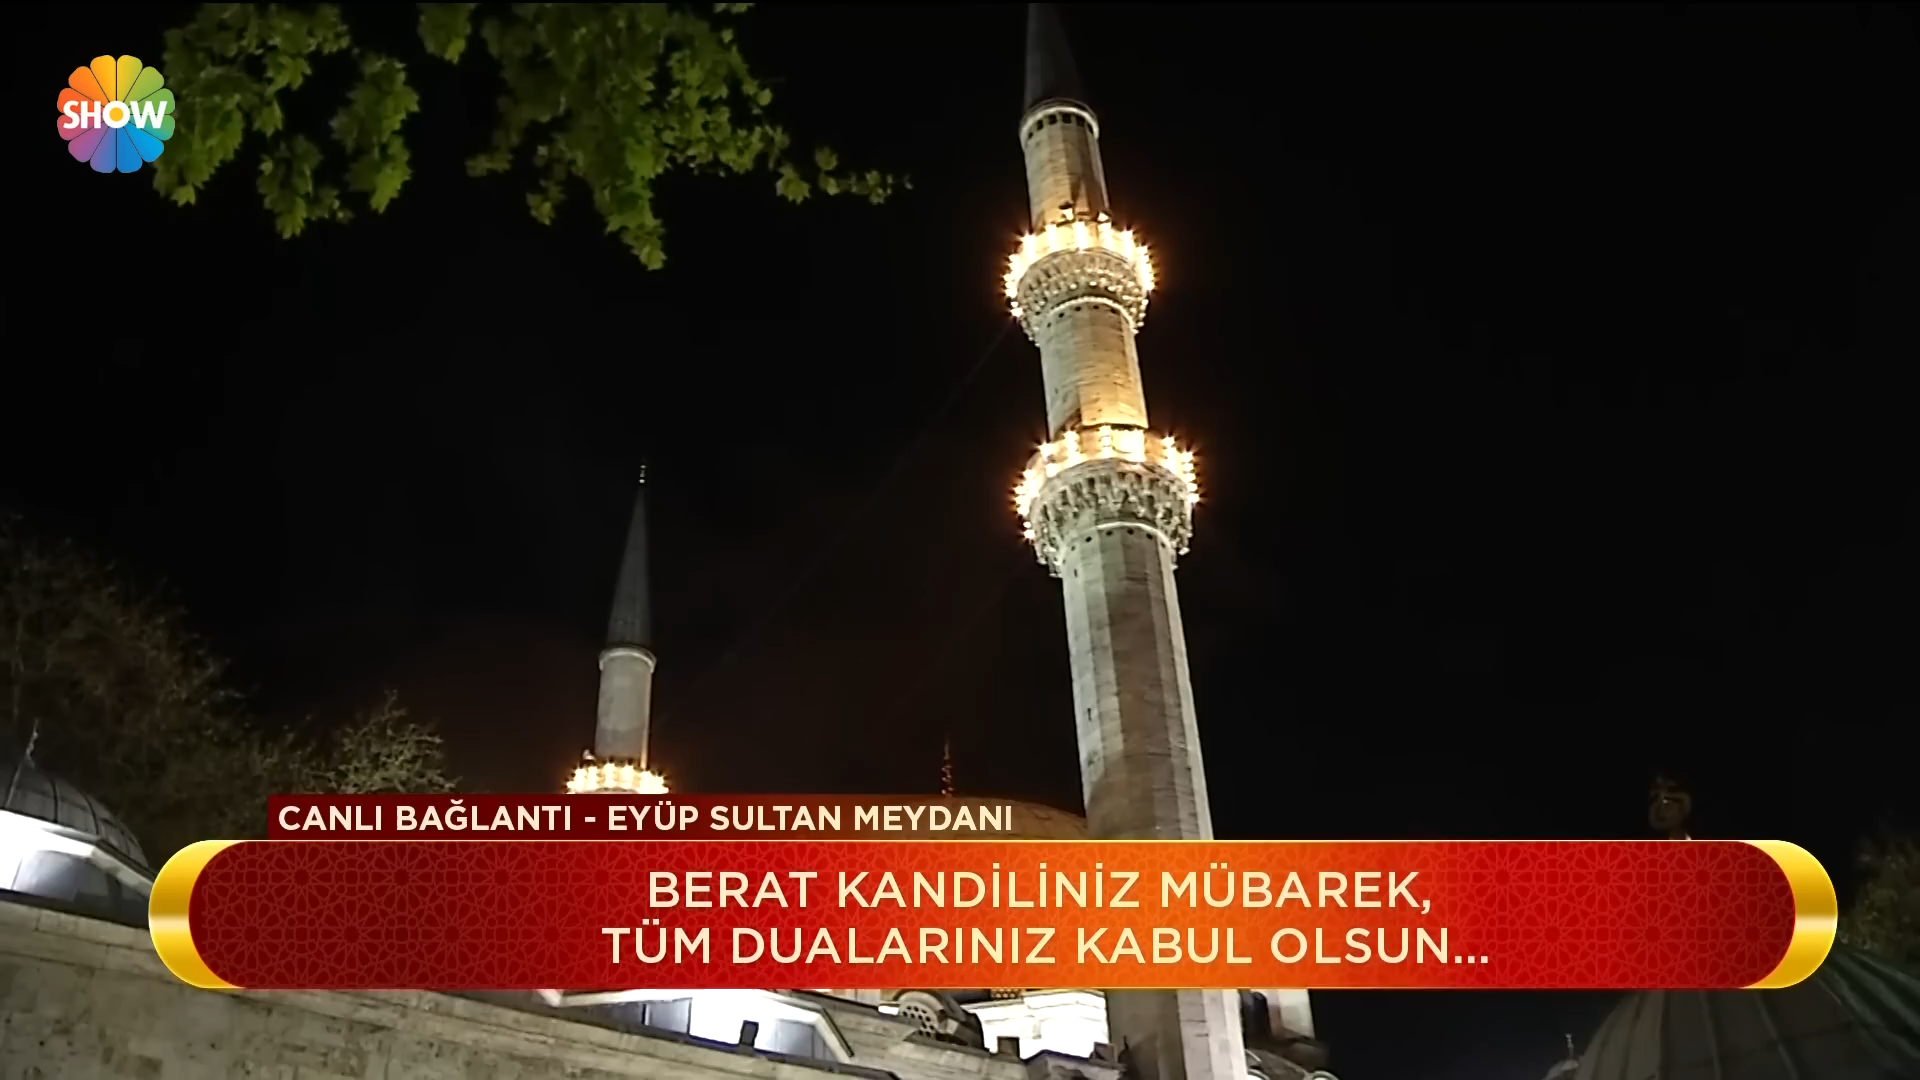 SHOW
CANLI BAĞLANTI - EYÜP SULTAN MEYDANI
BERAT KANDİLİNİZ MÜBAREK,
TÜM DUALARINIZ KABUL OLSUN...